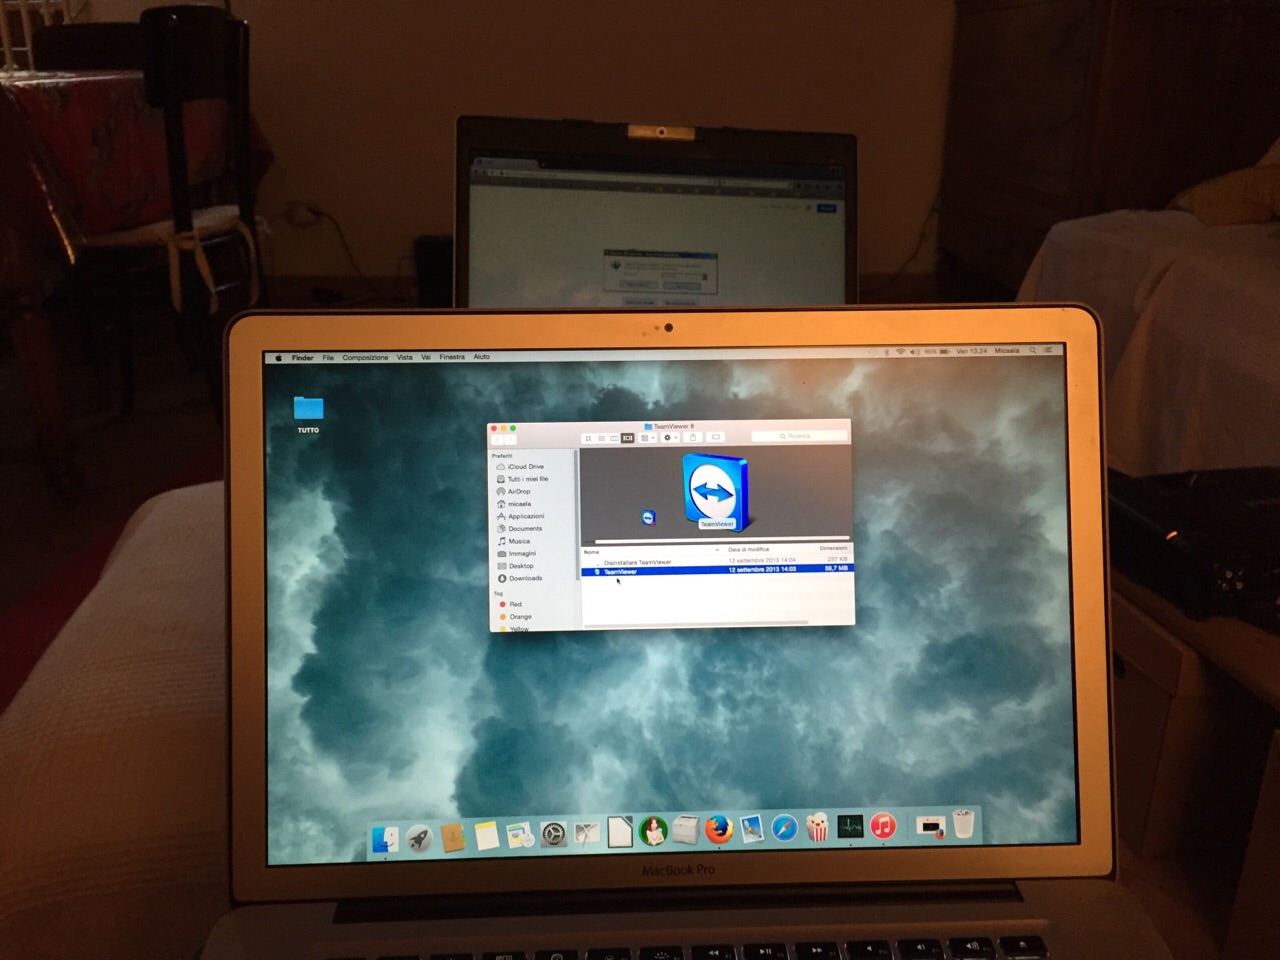 Finder File Composizione Vista Vai Finestra Aiuto
Ven 13.24 Micaela
TUTTO
TeamViewer 8
Ricerca
Preferiti
iCloud Drive
Tutti i miei file
AirDrop
micaela
Applicazioni
Documents
Musica
Immagini
Desktop
Downloads
Tag
Red
Orange
Yellow
TeamViewer
Nome Data di modifica Dimensioni
Disinstallare TeamViewer 12 settembre 2013 14:04 KB
TeamViewer 12 settembre 2013 14:03 59,7 MB
MacBook Pro